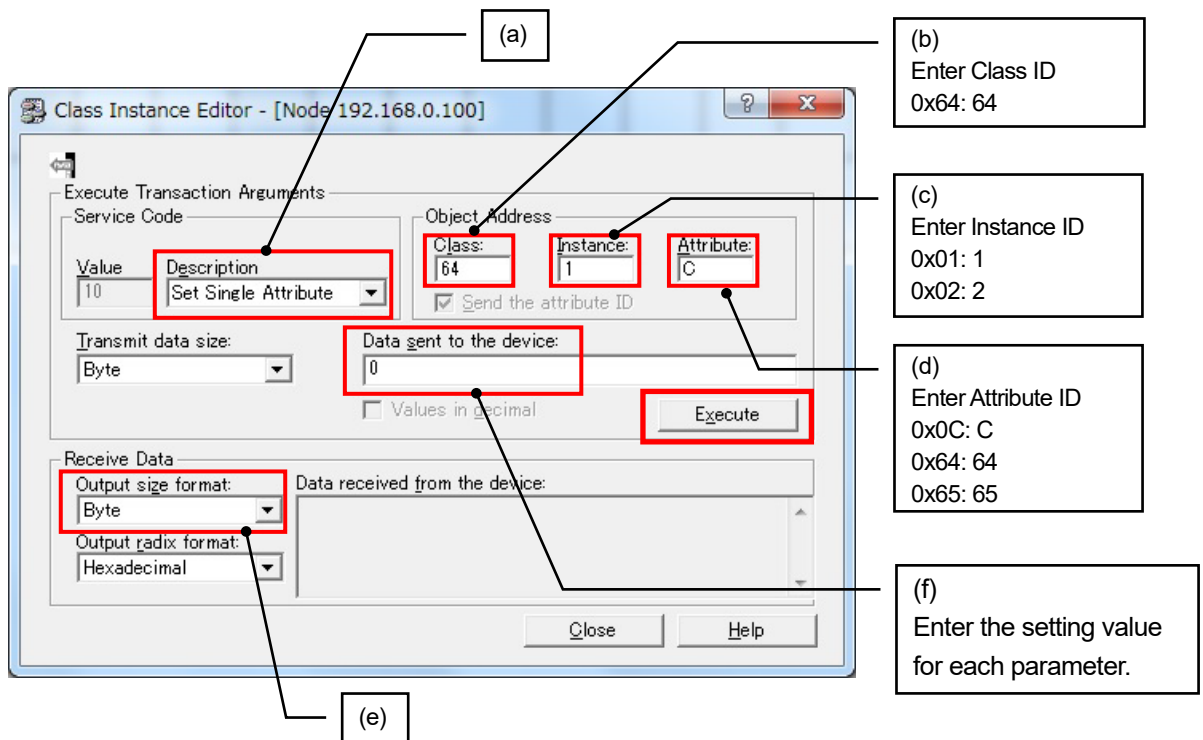 (a)
(b)
Enter Class ID
0x64: 64
Class Instance Editor - [Node 192.168.0.100]
Execute Transaction Arguments
Service Code
Value
Description
10
Set Single Attribute
Object Address
Class:
Instance:
Attribute:
64
1
C
Send the attribute ID
(c)
Enter Instance ID
0x01: 1
0x02: 2
Transmit data size:
Data sent to the device:
Byte
0
Values in decimal
Execute
(d)
Enter Attribute ID
0x0C: C
0x64: 64
0x65: 65
Receive Data
Output size format:
Data received from the device:
Byte
Output radix format:
Hexadecimal
Close
Help
(f)
Enter the setting value
for each parameter.
(e)